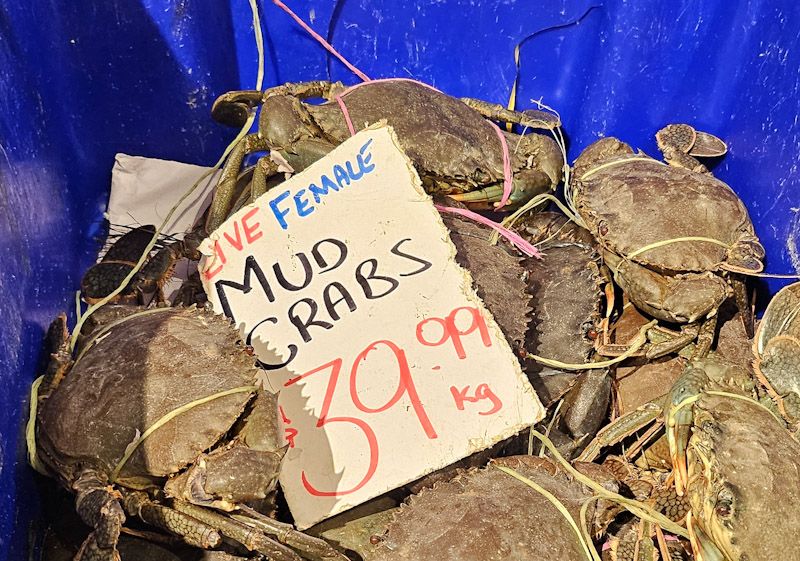 LIVE FEMALE
MUD
CRABS
$39.99
kg